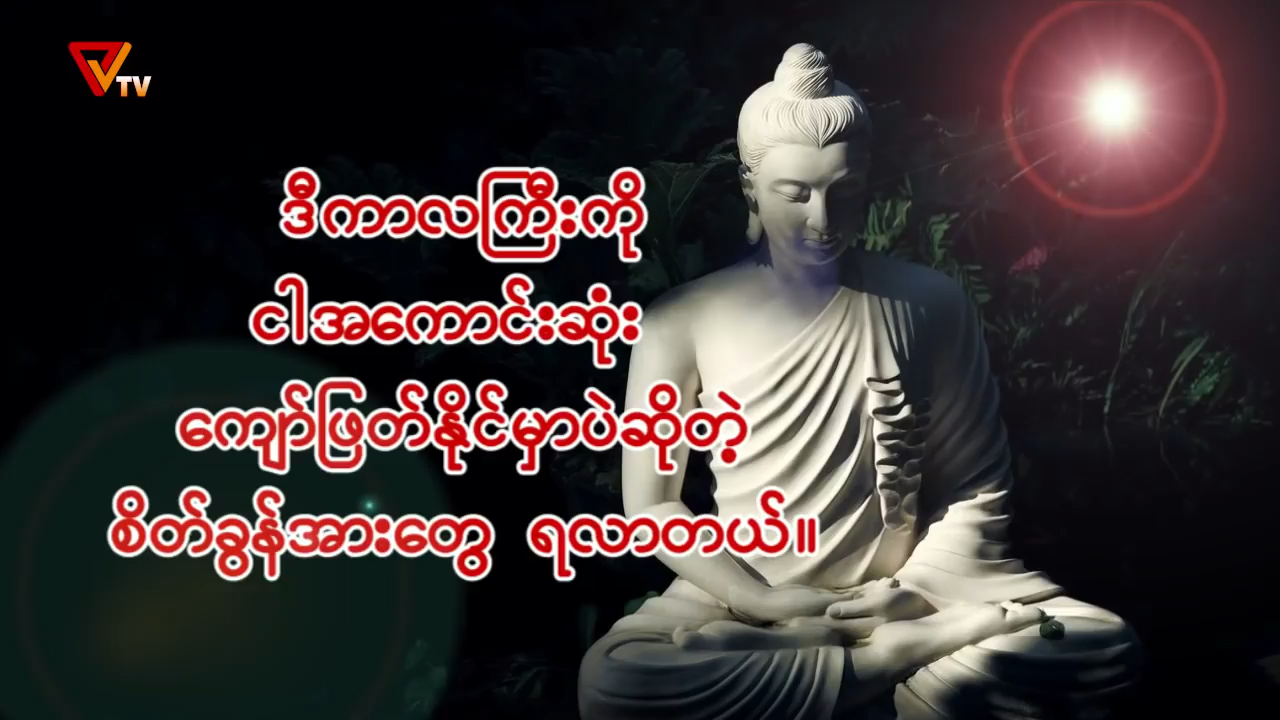 TV
ဒီကာလကြီးကို
ငါအကောင်းဆုံး
ကျော်ဖြတ်နိုင်မှာပဲဆိုတဲ့
စိတ်ခွန်အားတွေ ရလာတယ်။